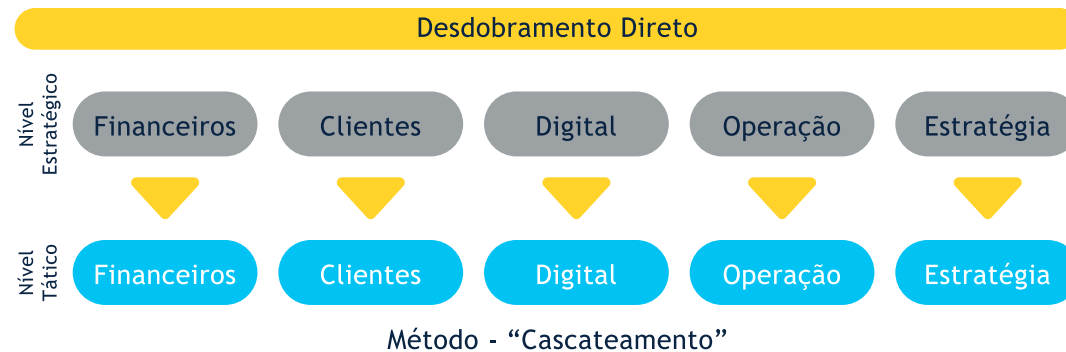 Desdobramento Direto
Nível
Estratégico
Financeiros
Clientes
Digital
Operação
Estratégia
Nível
Tático
Financeiros
Clientes
Digital
Operação
Estratégia
Método - “Cascateamento”